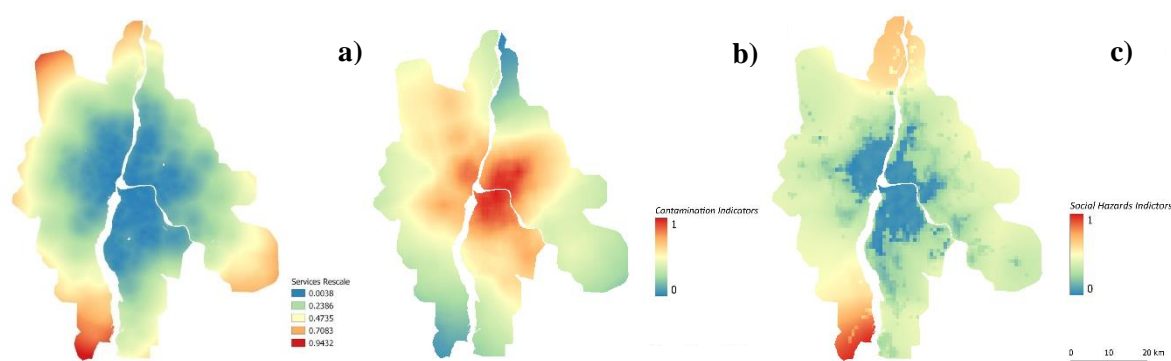 a)
b)
c)
Services Rescale
0.0038
0.2386
0.4735
0.7083
0.9432
Contamination Indicators
1
0
Social Hazards Indictors
1
0
0 10 20 km